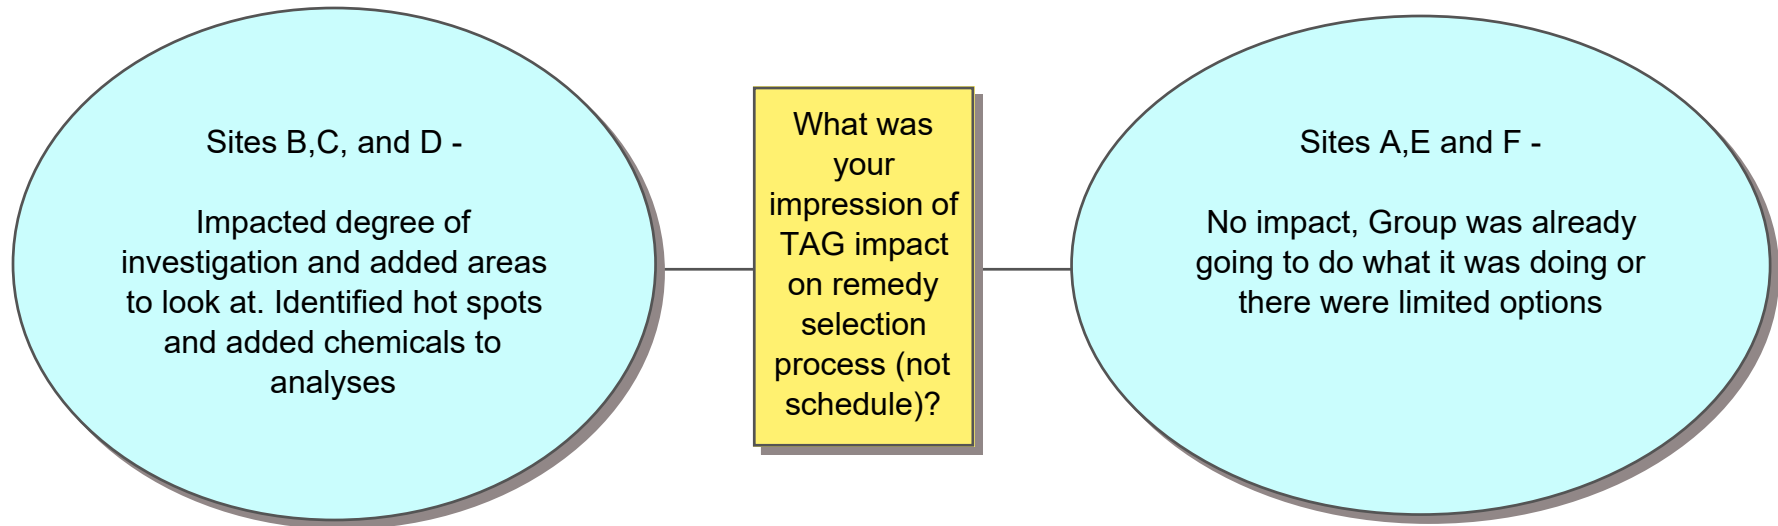 Sites B,C, and D -
Impacted degree of
investigation and added areas
to look at. Identified hot spots
and added chemicals to
analyses
What was
your
impression of
TAG impact
on remedy
selection
process (not
schedule)?
Sites A,E and F -
No impact, Group was already
going to do what it was doing or
there were limited options